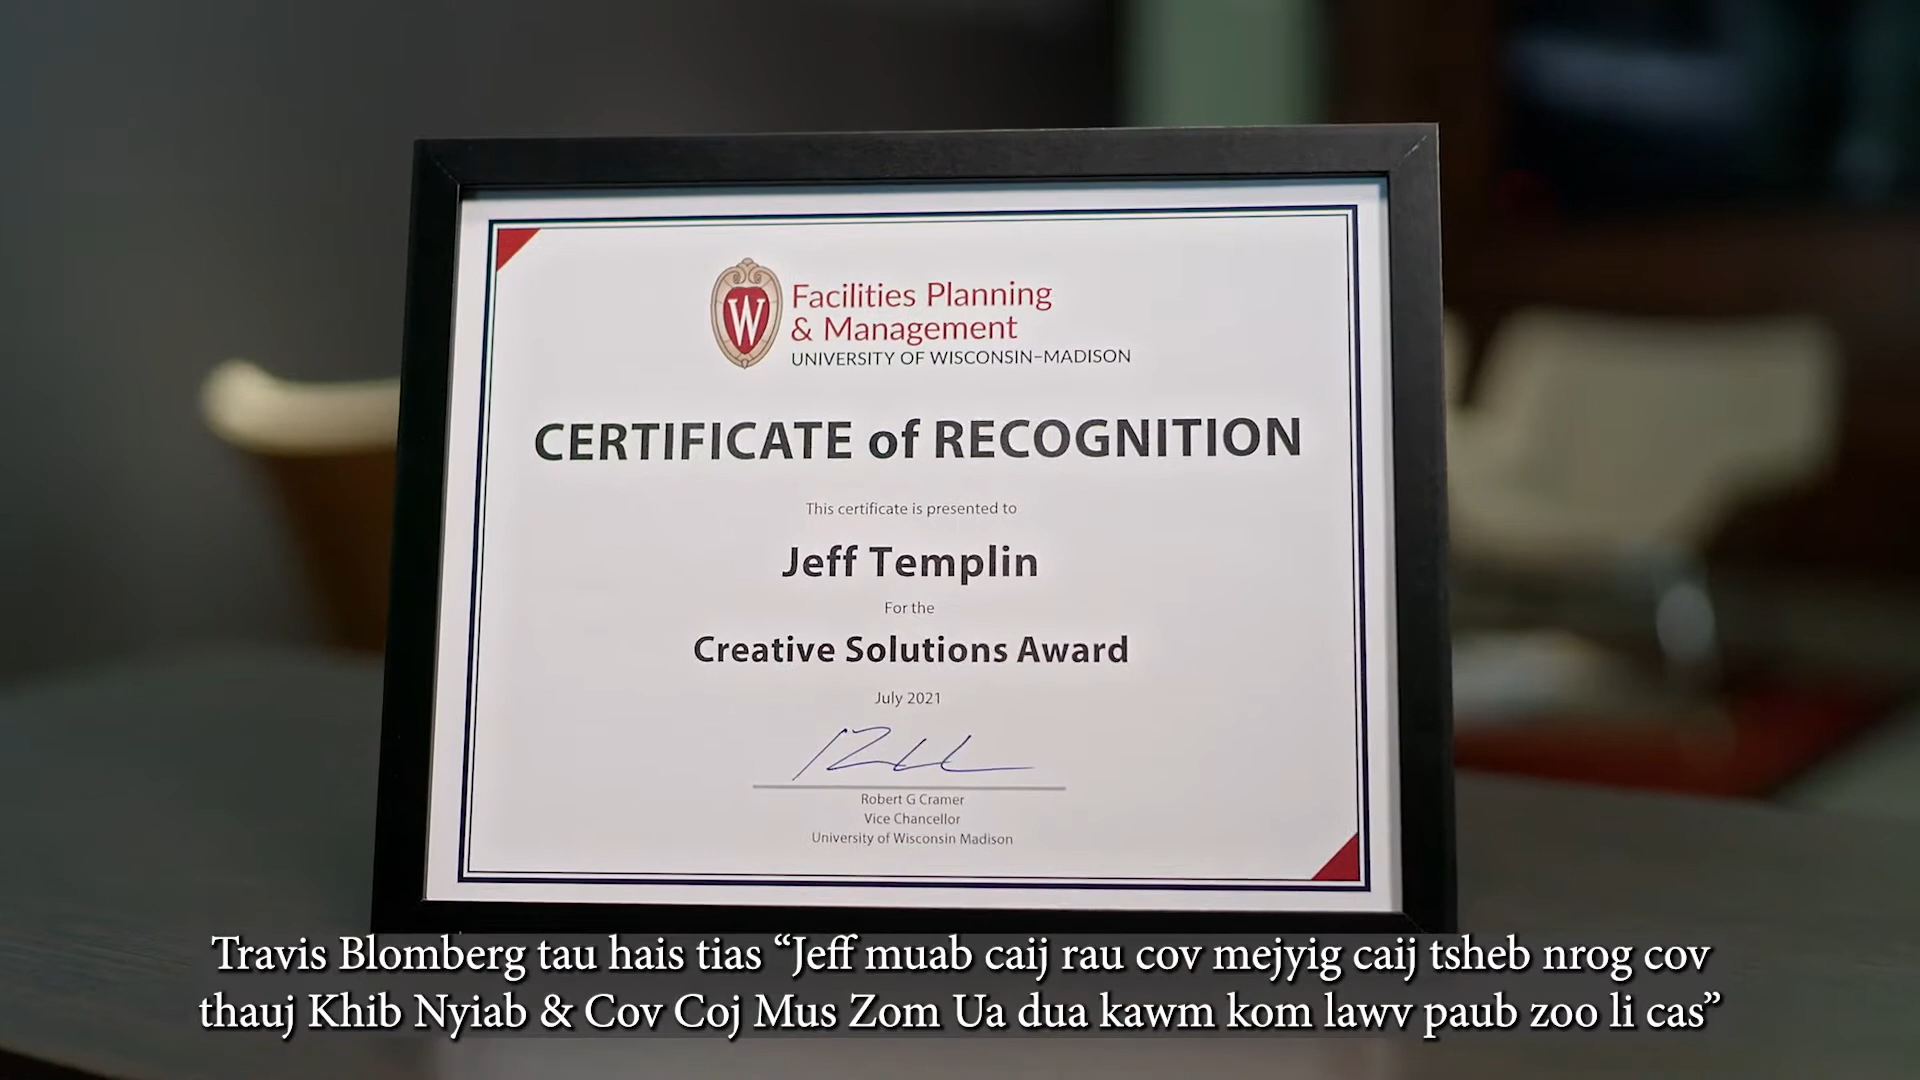 W
Facilities Planning
& Management
UNIVERSITY OF WISCONSIN–MADISON
CERTIFICATE of RECOGNITION
This certificate is presented to
Jeff Templin
For the
Creative Solutions Award
July 2021
Robert G Cramer
Vice Chancellor
University of Wisconsin Madison
Travis Blomberg tau hais tias “Jeff muab caij rau cov mejyig caij tsheb nrog cov
thauj Khib Nyiab & Cov Coj Mus Zom Ua dua kawm kom lawv paub zoo li cas”